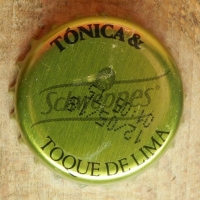 TÓNICA &
Schweppes
TOQUE DE LIMA